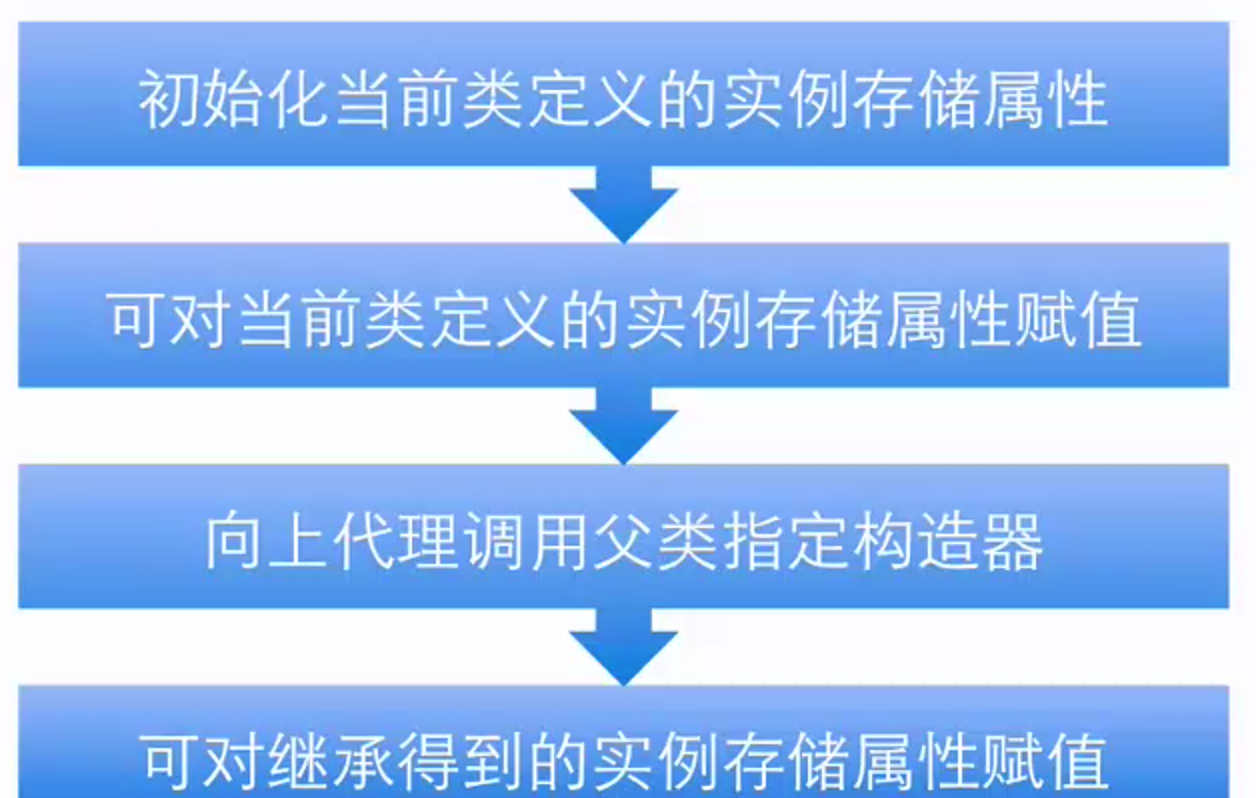 初始化当前类定义的实例存储属性
可对当前类定义的实例存储属性赋值
向上代理调用父类指定构造器
可对继承得到的实例存储属性赋值